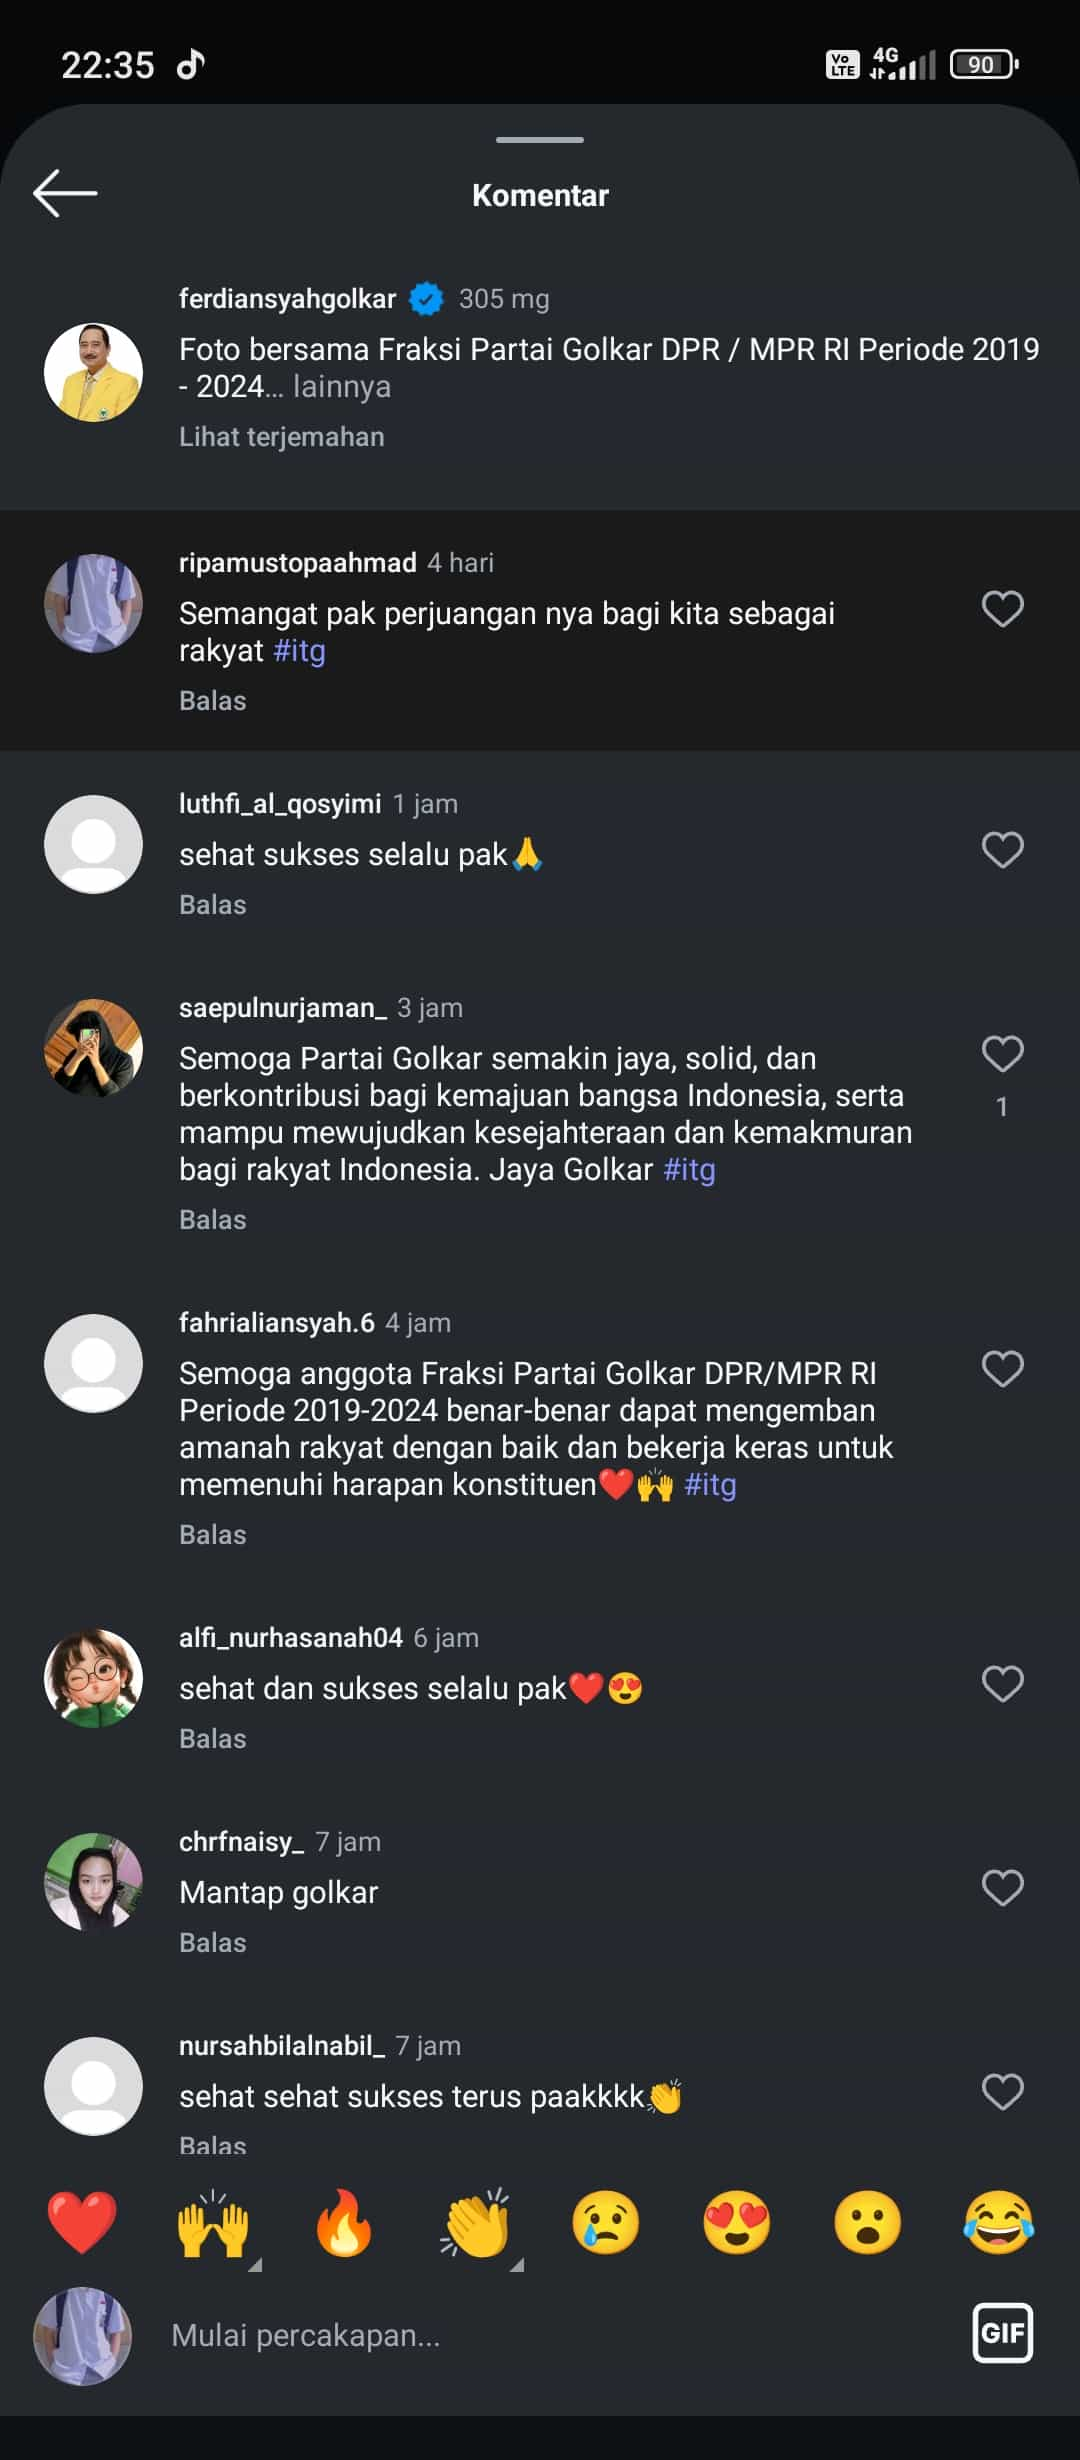 22:35
Vo
LTE
4G
90
Komentar
ferdiansyahgolkar 305 mg
Foto bersama Fraksi Partai Golkar DPR / MPR RI Periode 2019
- 2024... lainnya
Lihat terjemahan
ripamustopaahmad 4 hari
Semangat pak perjuangan nya bagi kita sebagai
rakyat #itg
Balas
luthfi_al_qosyimi 1 jam
sehat sukses selalu pak🙏
Balas
saepulnurjaman_ 3 jam
Semoga Partai Golkar semakin jaya, solid, dan
berkontribusi bagi kemajuan bangsa Indonesia, serta
mampu mewujudkan kesejahteraan dan kemakmuran
bagi rakyat Indonesia. Jaya Golkar #itg
1
Balas
fahrialiansyah.6 4 jam
Semoga anggota Fraksi Partai Golkar DPR/MPR RI
Periode 2019-2024 benar-benar dapat mengemban
amanah rakyat dengan baik dan bekerja keras untuk
memenuhi harapan konstituen❤️🙌 #itg
Balas
alfi_nurhasanah04 6 jam
sehat dan sukses selalu pak❤️😍
Balas
chrfnaisy_ 7 jam
Mantap golkar
Balas
nursahbilalnabil_ 7 jam
sehat sehat sukses terus paakkkk👏
Balas
❤️🙌🔥👏😢😍😮😂
Mulai percakapan...
GIF